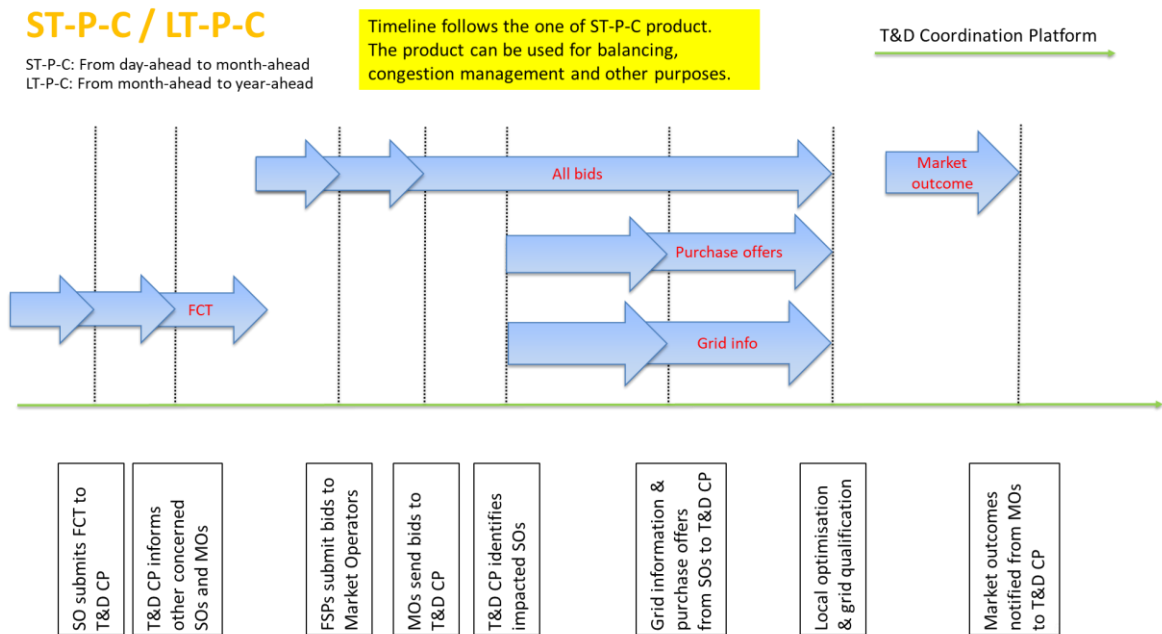 ST-P-C / LT-P-C
ST-P-C: From day-ahead to month-ahead
LT-P-C: From month-ahead to year-ahead
Timeline follows the one of ST-P-C product.
The product can be used for balancing,
congestion management and other purposes.
T&D Coordination Platform
All bids
Market
outcome
Purchase offers
FCT
Grid info
SO submits FCT to
T&D CP
T&D CP informs
other concerned
SOs and MOs
FSPs submit bids to
Market Operators
MOs send bids to
T&D CP
T&D CP identifies
impacted SOs
Grid information &
purchase offers
from SOs to T&D CP
Local optimisation
& grid qualification
Market outcomes
notified from MOs
to T&D CP